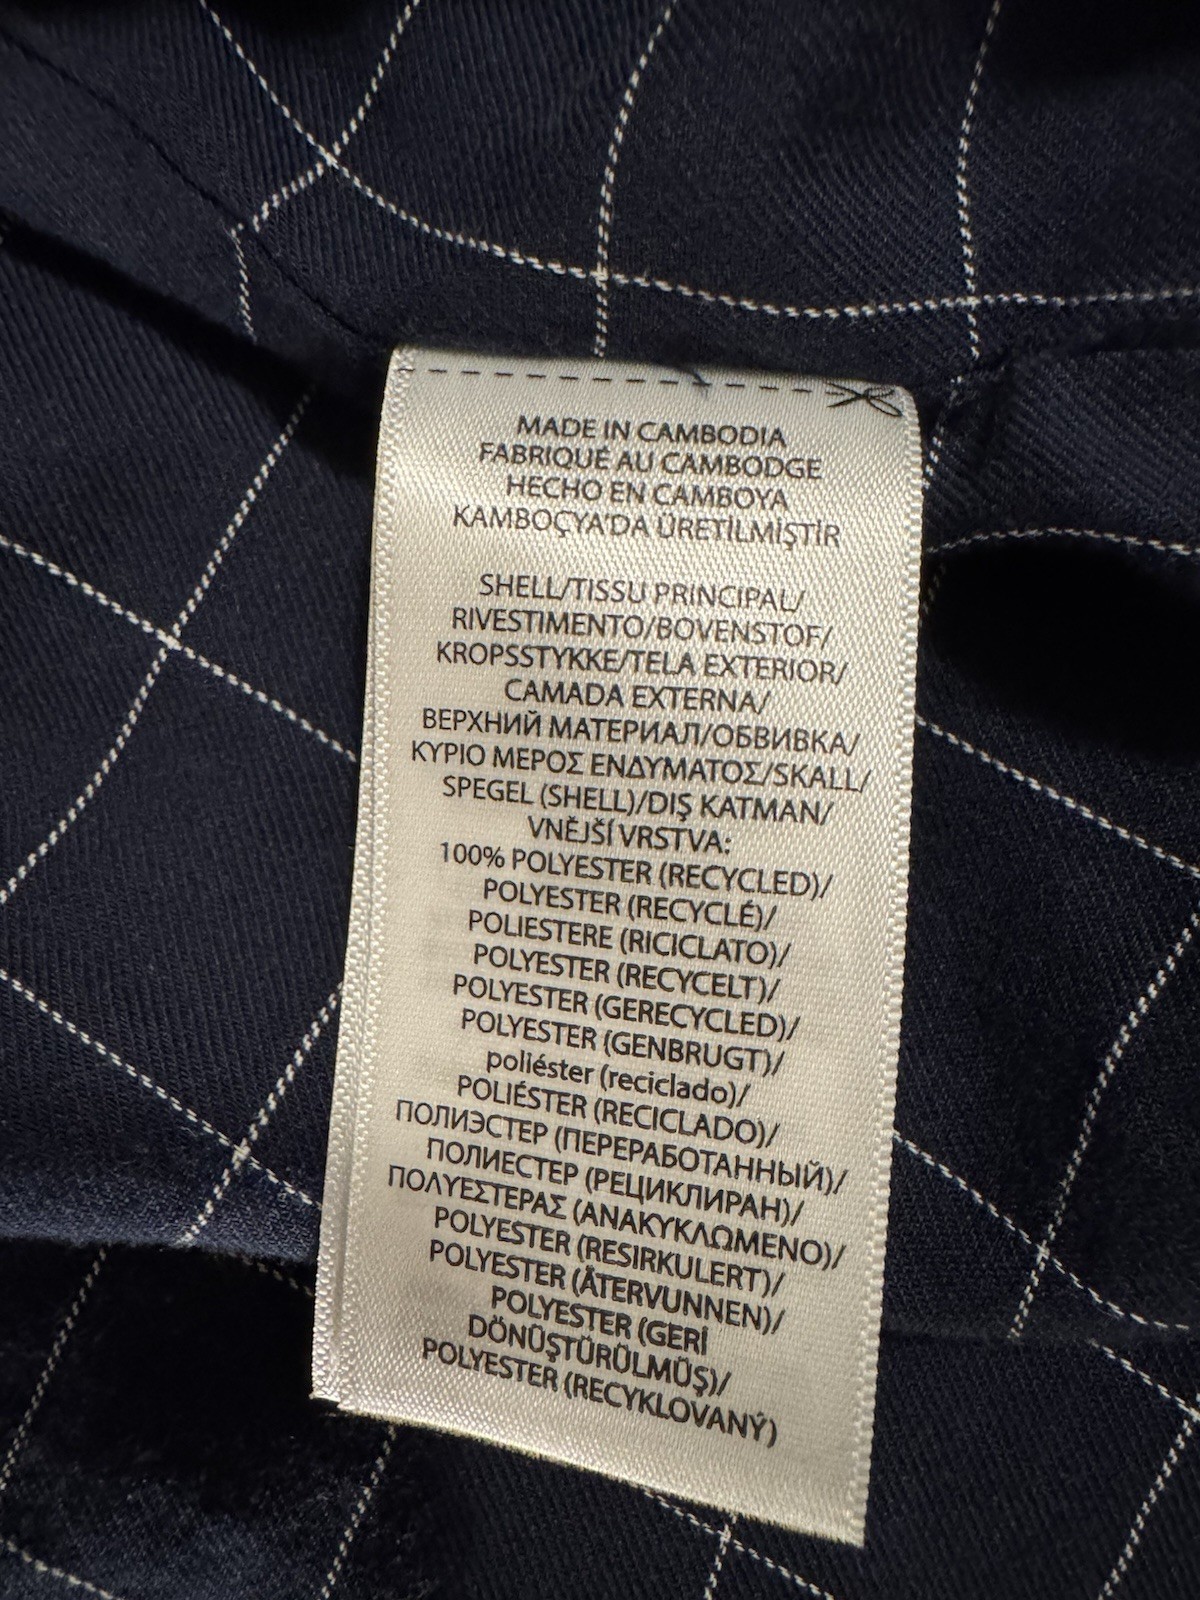 MADE IN CAMBODIA
FABRIQUÉ AU CAMBODGE
HECHO EN CAMBOYA
KAMBOÇYA'DA ÜRETİLMİŞTİR
SHELL/TISSU PRINCIPAL/
RIVESTIMENTO/BOVENSTOF/
KROPSSTYKKE/TELA EXTERIOR/
CAMADA EXTERNA/
ВЕРХНИЙ МАТЕРИАЛ/ОБВИВКА/
ΚΥΡΙΟ ΜΕΡΟΣ ΕΝΔΥΜΑΤΟΣ/SKALL/
SPEGEL (SHELL)/DIŞ KATMAN/
VNĚJŠÍ VRSTVA:
100% POLYESTER (RECYCLED)/
POLYESTER (RECYCLÉ)/
POLIESTERE (RICICLATO)/
POLYESTER (RECYCELT)/
POLYESTER (GERECYCLED)/
POLYESTER (GENBRUGT)/
poliéster (reciclado)/
POLIÉSTER (RECICLADO)/
ПОЛИЭСТЕР (ПЕРЕРАБОТАННЫЙ)/
ПОЛИЕСТЕР (РЕЦИКЛИРАН)/
ΠΟΛΥΕΣΤΕΡΑΣ (ΑΝΑΚΥΚΛΩΜΕΝΟ)/
POLYESTER (RESIRKULERT)/
POLYESTER (ÅTERVUNNEN)/
POLYESTER (GERİ
DÖNÜŞTÜRÜLMÜŞ)/
POLYESTER (RECYKLOVANÝ)